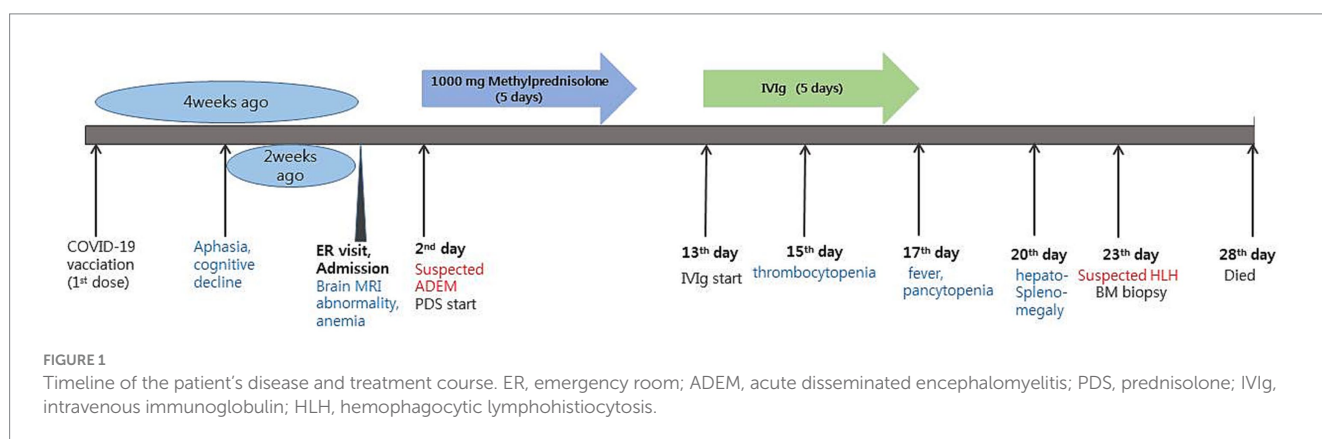 1000 mg Methylprednisolone
(5 days)
IVIg (5 days)
4weeks ago
2weeks
ago
COVID-19
vacciation
(1st dose)
Aphasia,
cognitive
decline
ER visit,
Admission
Brain MRI
abnormality,
anemia
2nd day
Suspected
ADEM
PDS start
13th day
IVIg start
15th day
thrombocytopenia
17th day
fever,
pancytopenia
20th day
hepato-
Spleno-
megaly
23th day
Suspected HLH
BM biopsy
28th day
Died
FIGURE 1
Timeline of the patient's disease and treatment course. ER, emergency room; ADEM, acute disseminated encephalomyelitis; PDS, prednisolone; IVIg,
intravenous immunoglobulin; HLH, hemophagocytic lymphohistiocytosis.